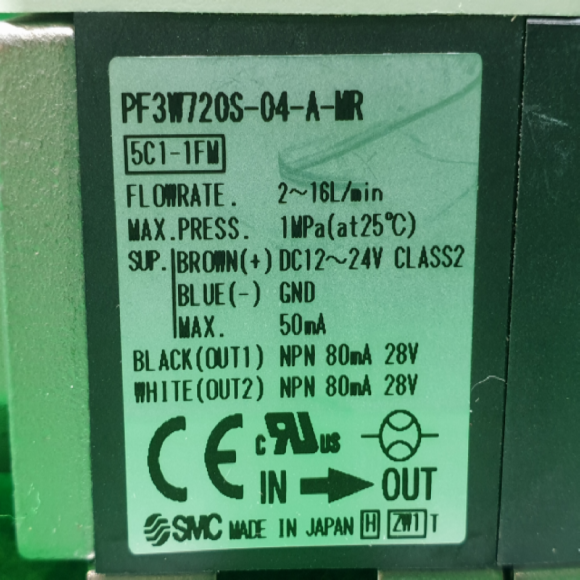 PF3W720S-04-A-MR
5C1-1FM
FLOWRATE. 2~16L/min
MAX.PRESS. 1MPa(at25℃)
SUP. BROWN(+) DC12~24V CLASS2
BLUE(-) GND
MAX. 50mA
BLACK(OUT1) NPN 80mA 28V
WHITE(OUT2) NPN 80mA 28V
CE c RU US
IN OUT
SMC MADE IN JAPAN H ZW1 T